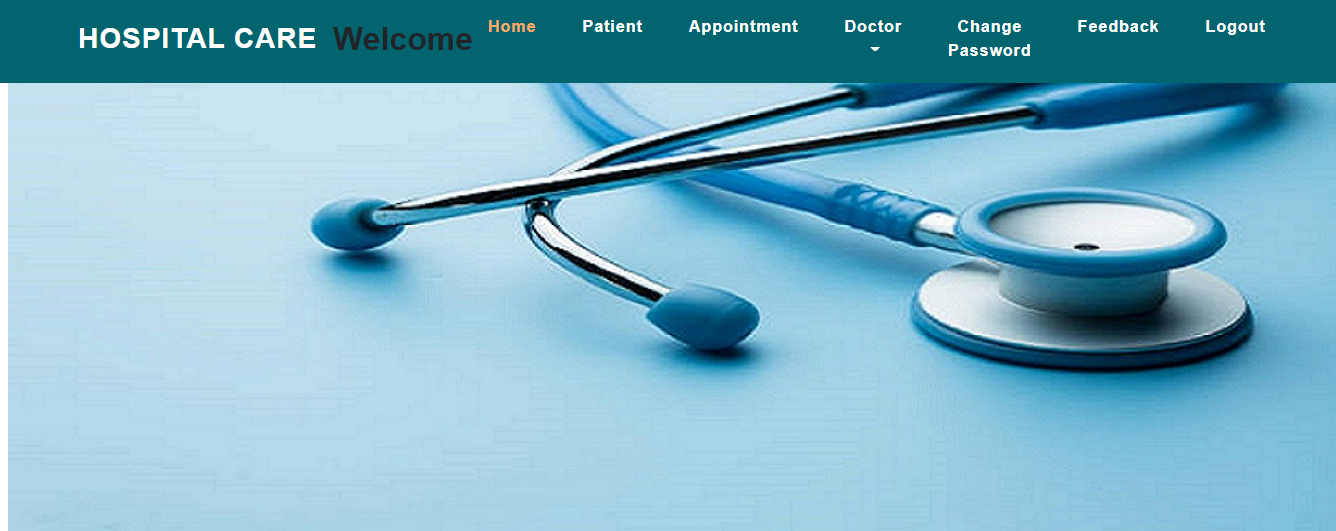 HOSPITAL CARE Welcome
Home
Patient
Appointment
Doctor
Change
Password
Feedback
Logout